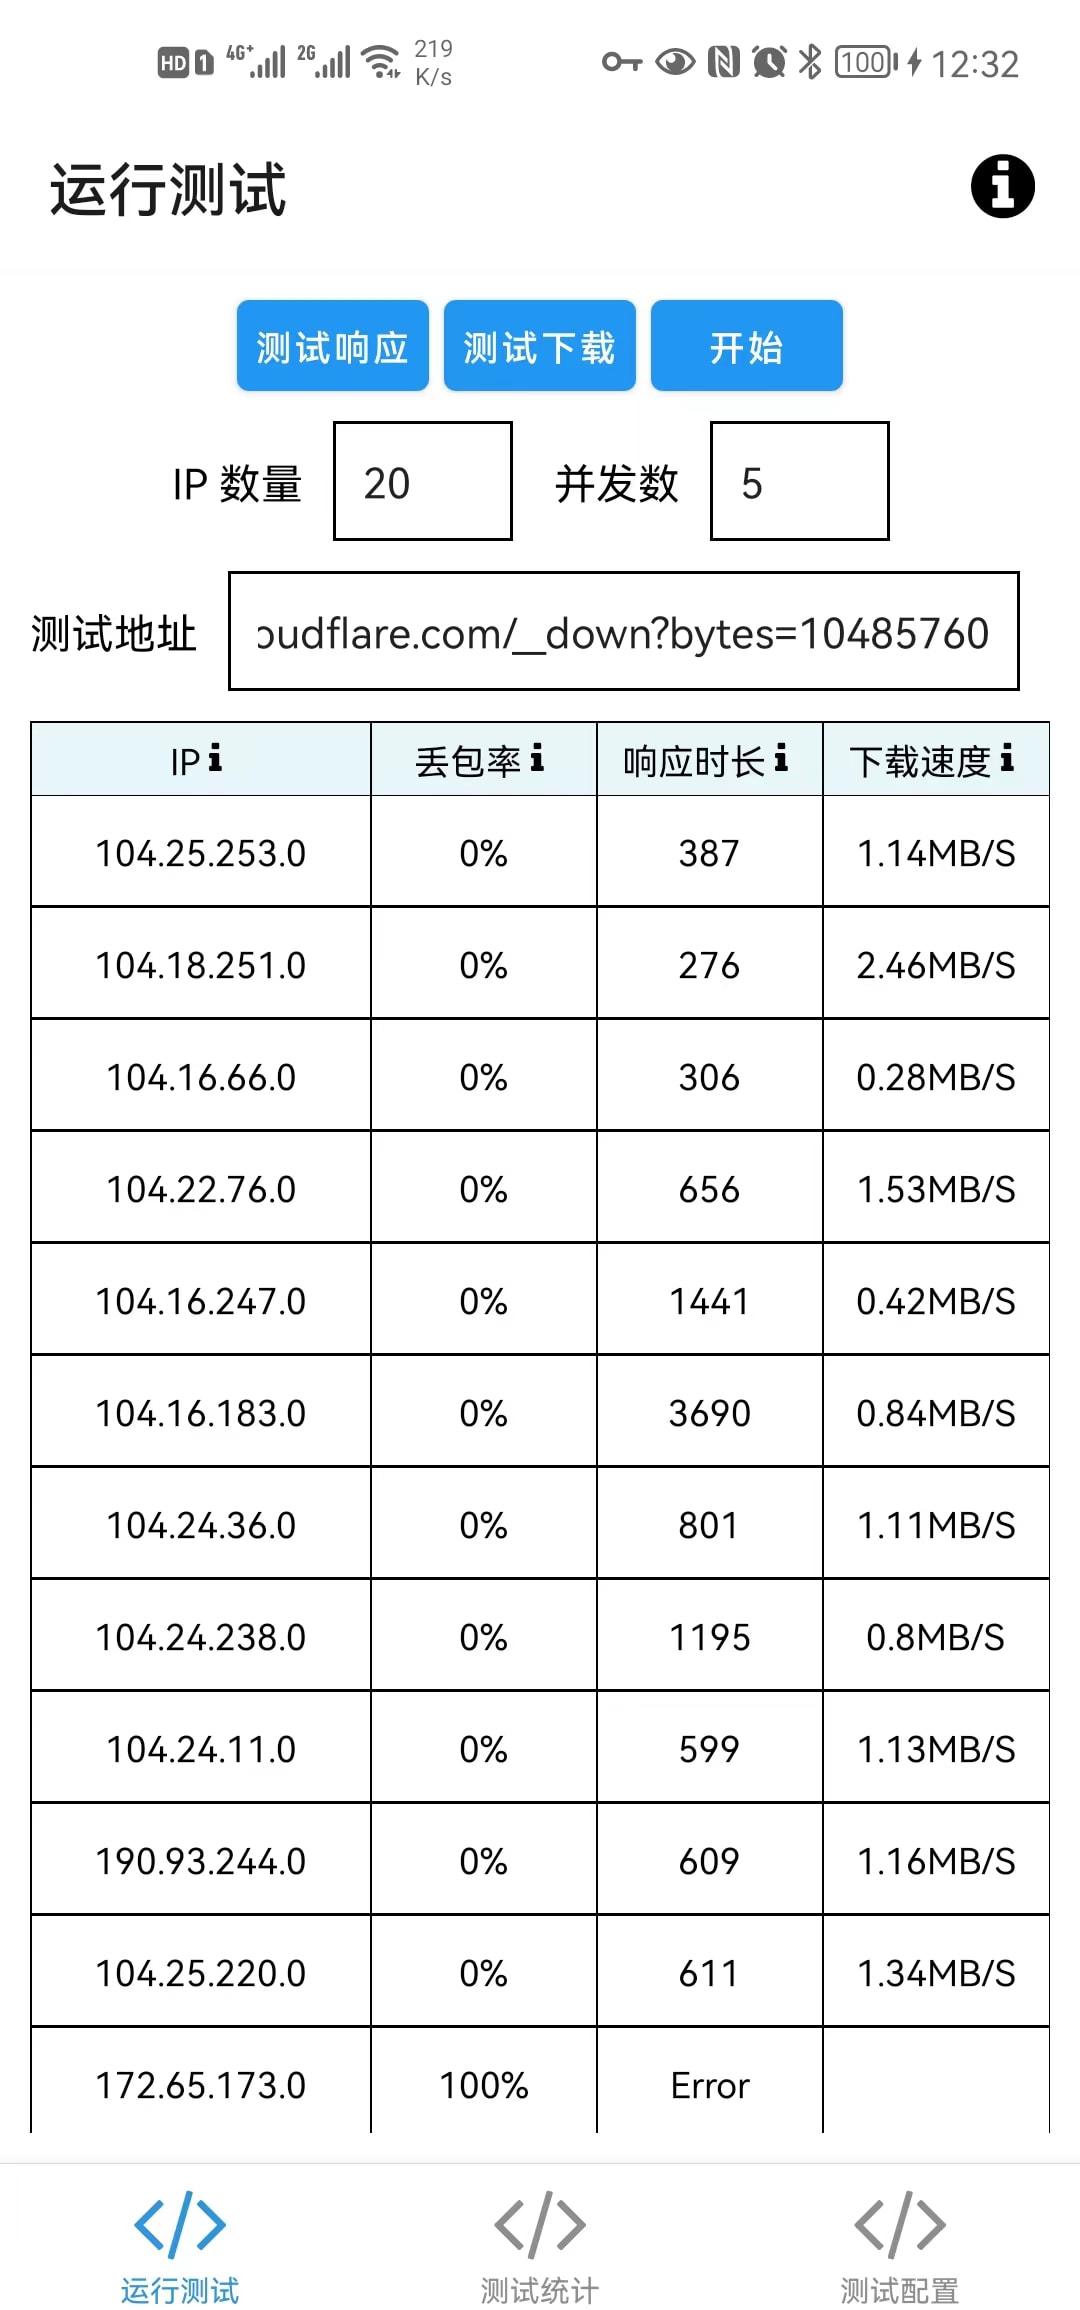 HD 1 4G+ 2G 219 K/s 100 12:32
运行测试
测试响应 测试下载 开始
IP 数量 20 并发数 5
测试地址 oudflare.com/__down?bytes=10485760
IP 丢包率 响应时长 下载速度
104.25.253.0 0% 387 1.14MB/S
104.18.251.0 0% 276 2.46MB/S
104.16.66.0 0% 306 0.28MB/S
104.22.76.0 0% 656 1.53MB/S
104.16.247.0 0% 1441 0.42MB/S
104.16.183.0 0% 3690 0.84MB/S
104.24.36.0 0% 801 1.11MB/S
104.24.238.0 0% 1195 0.8MB/S
104.24.11.0 0% 599 1.13MB/S
190.93.244.0 0% 609 1.16MB/S
104.25.220.0 0% 611 1.34MB/S
172.65.173.0 100% Error
运行测试 测试统计 测试配置